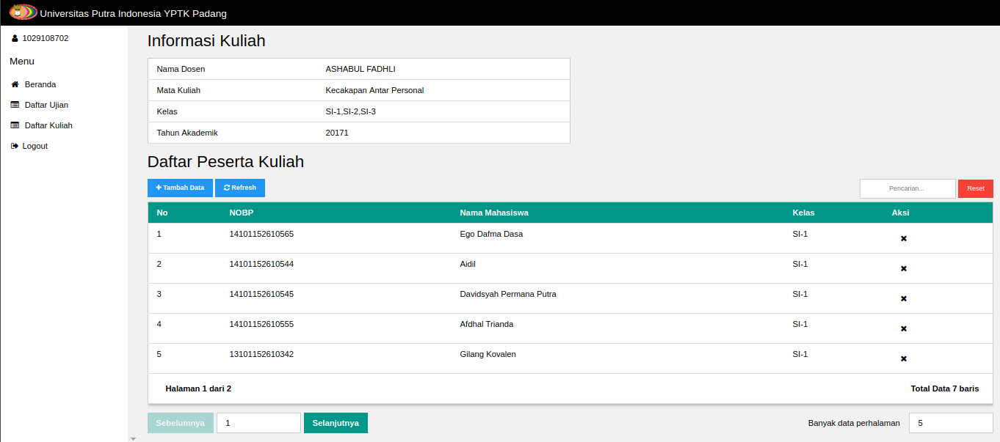 Universitas Putra Indonesia YPTK Padang
1029108702
Menu
Beranda
Daftar Ujian
Daftar Kuliah
Logout
Informasi Kuliah
Nama Dosen ASHABUL FADHLI
Mata Kuliah Kecakapan Antar Personal
Kelas SI-1,SI-2,SI-3
Tahun Akademik 20171
Daftar Peserta Kuliah
Tambah Data Refresh Pencarian... Reset
No NOBP Nama Mahasiswa Kelas Aksi
1 14101152610565 Ego Dafma Dasa SI-1
2 14101152610544 Aidil SI-1
3 14101152610545 Davidsyah Permana Putra SI-1
4 14101152610555 Afdhal Trianda SI-1
5 13101152610342 Gilang Kovalen SI-1
Halaman 1 dari 2 Total Data 7 baris
Sebelumnya 1 Selanjutnya Banyak data perhalaman 5